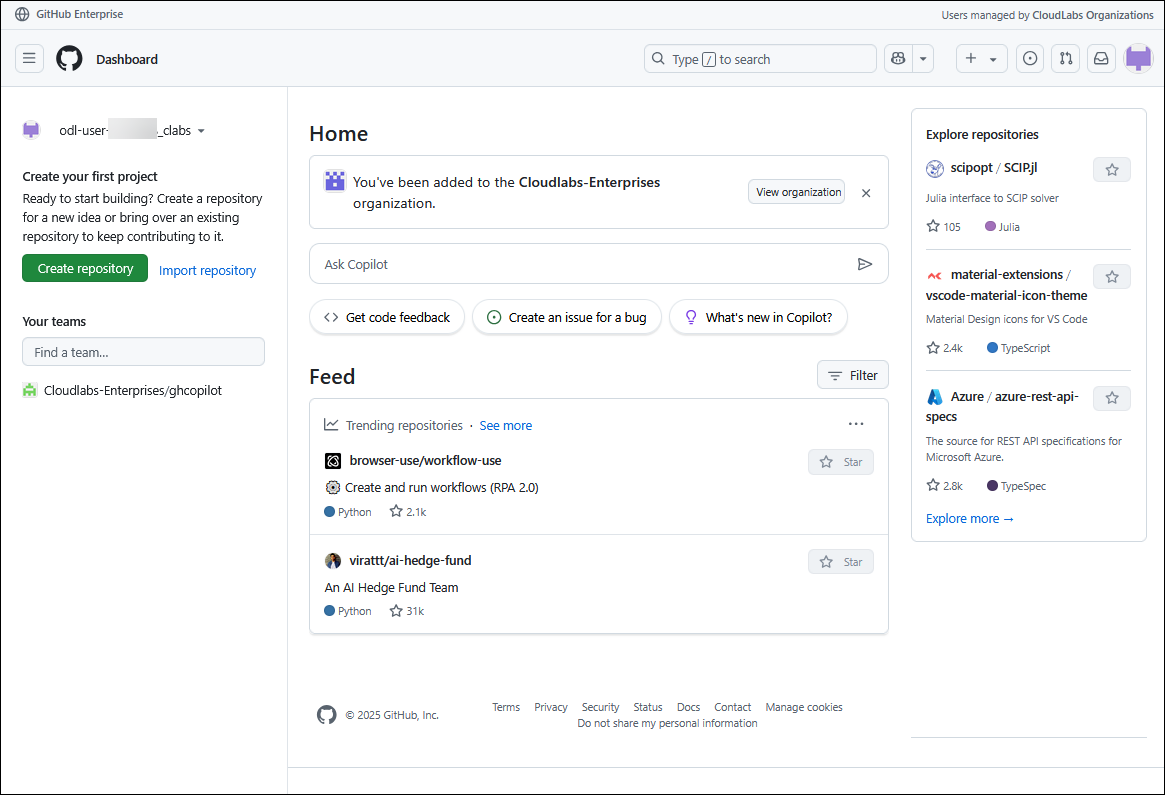 GitHub Enterprise
Users managed by CloudLabs Organizations
Dashboard
Type / to search
odl-user-
_clabs
Create your first project
Ready to start building? Create a repository
for a new idea or bring over an existing
repository to keep contributing to it.
Create repository
Import repository
Your teams
Find a team...
Cloudlabs-Enterprises/ghcopilot
Home
You've been added to the Cloudlabs-Enterprises
organization.
View organization
Ask Copilot
Get code feedback
Create an issue for a bug
What's new in Copilot?
Feed
Filter
Trending repositories · See more
browser-use/workflow-use
Star
Create and run workflows (RPA 2.0)
Python
2.1k
virattt/ai-hedge-fund
Star
An AI Hedge Fund Team
Python
31k
Explore repositories
scipopt / SCIP.jl
Julia interface to SCIP solver
105
Julia
material-extensions /
vscode-material-icon-theme
Material Design icons for VS Code
2.4k
TypeScript
Azure / azure-rest-api-
specs
The source for REST API specifications for
Microsoft Azure.
2.8k
TypeSpec
Explore more →
© 2025 GitHub, Inc.
Terms
Privacy
Security
Status
Docs
Contact
Manage cookies
Do not share my personal information